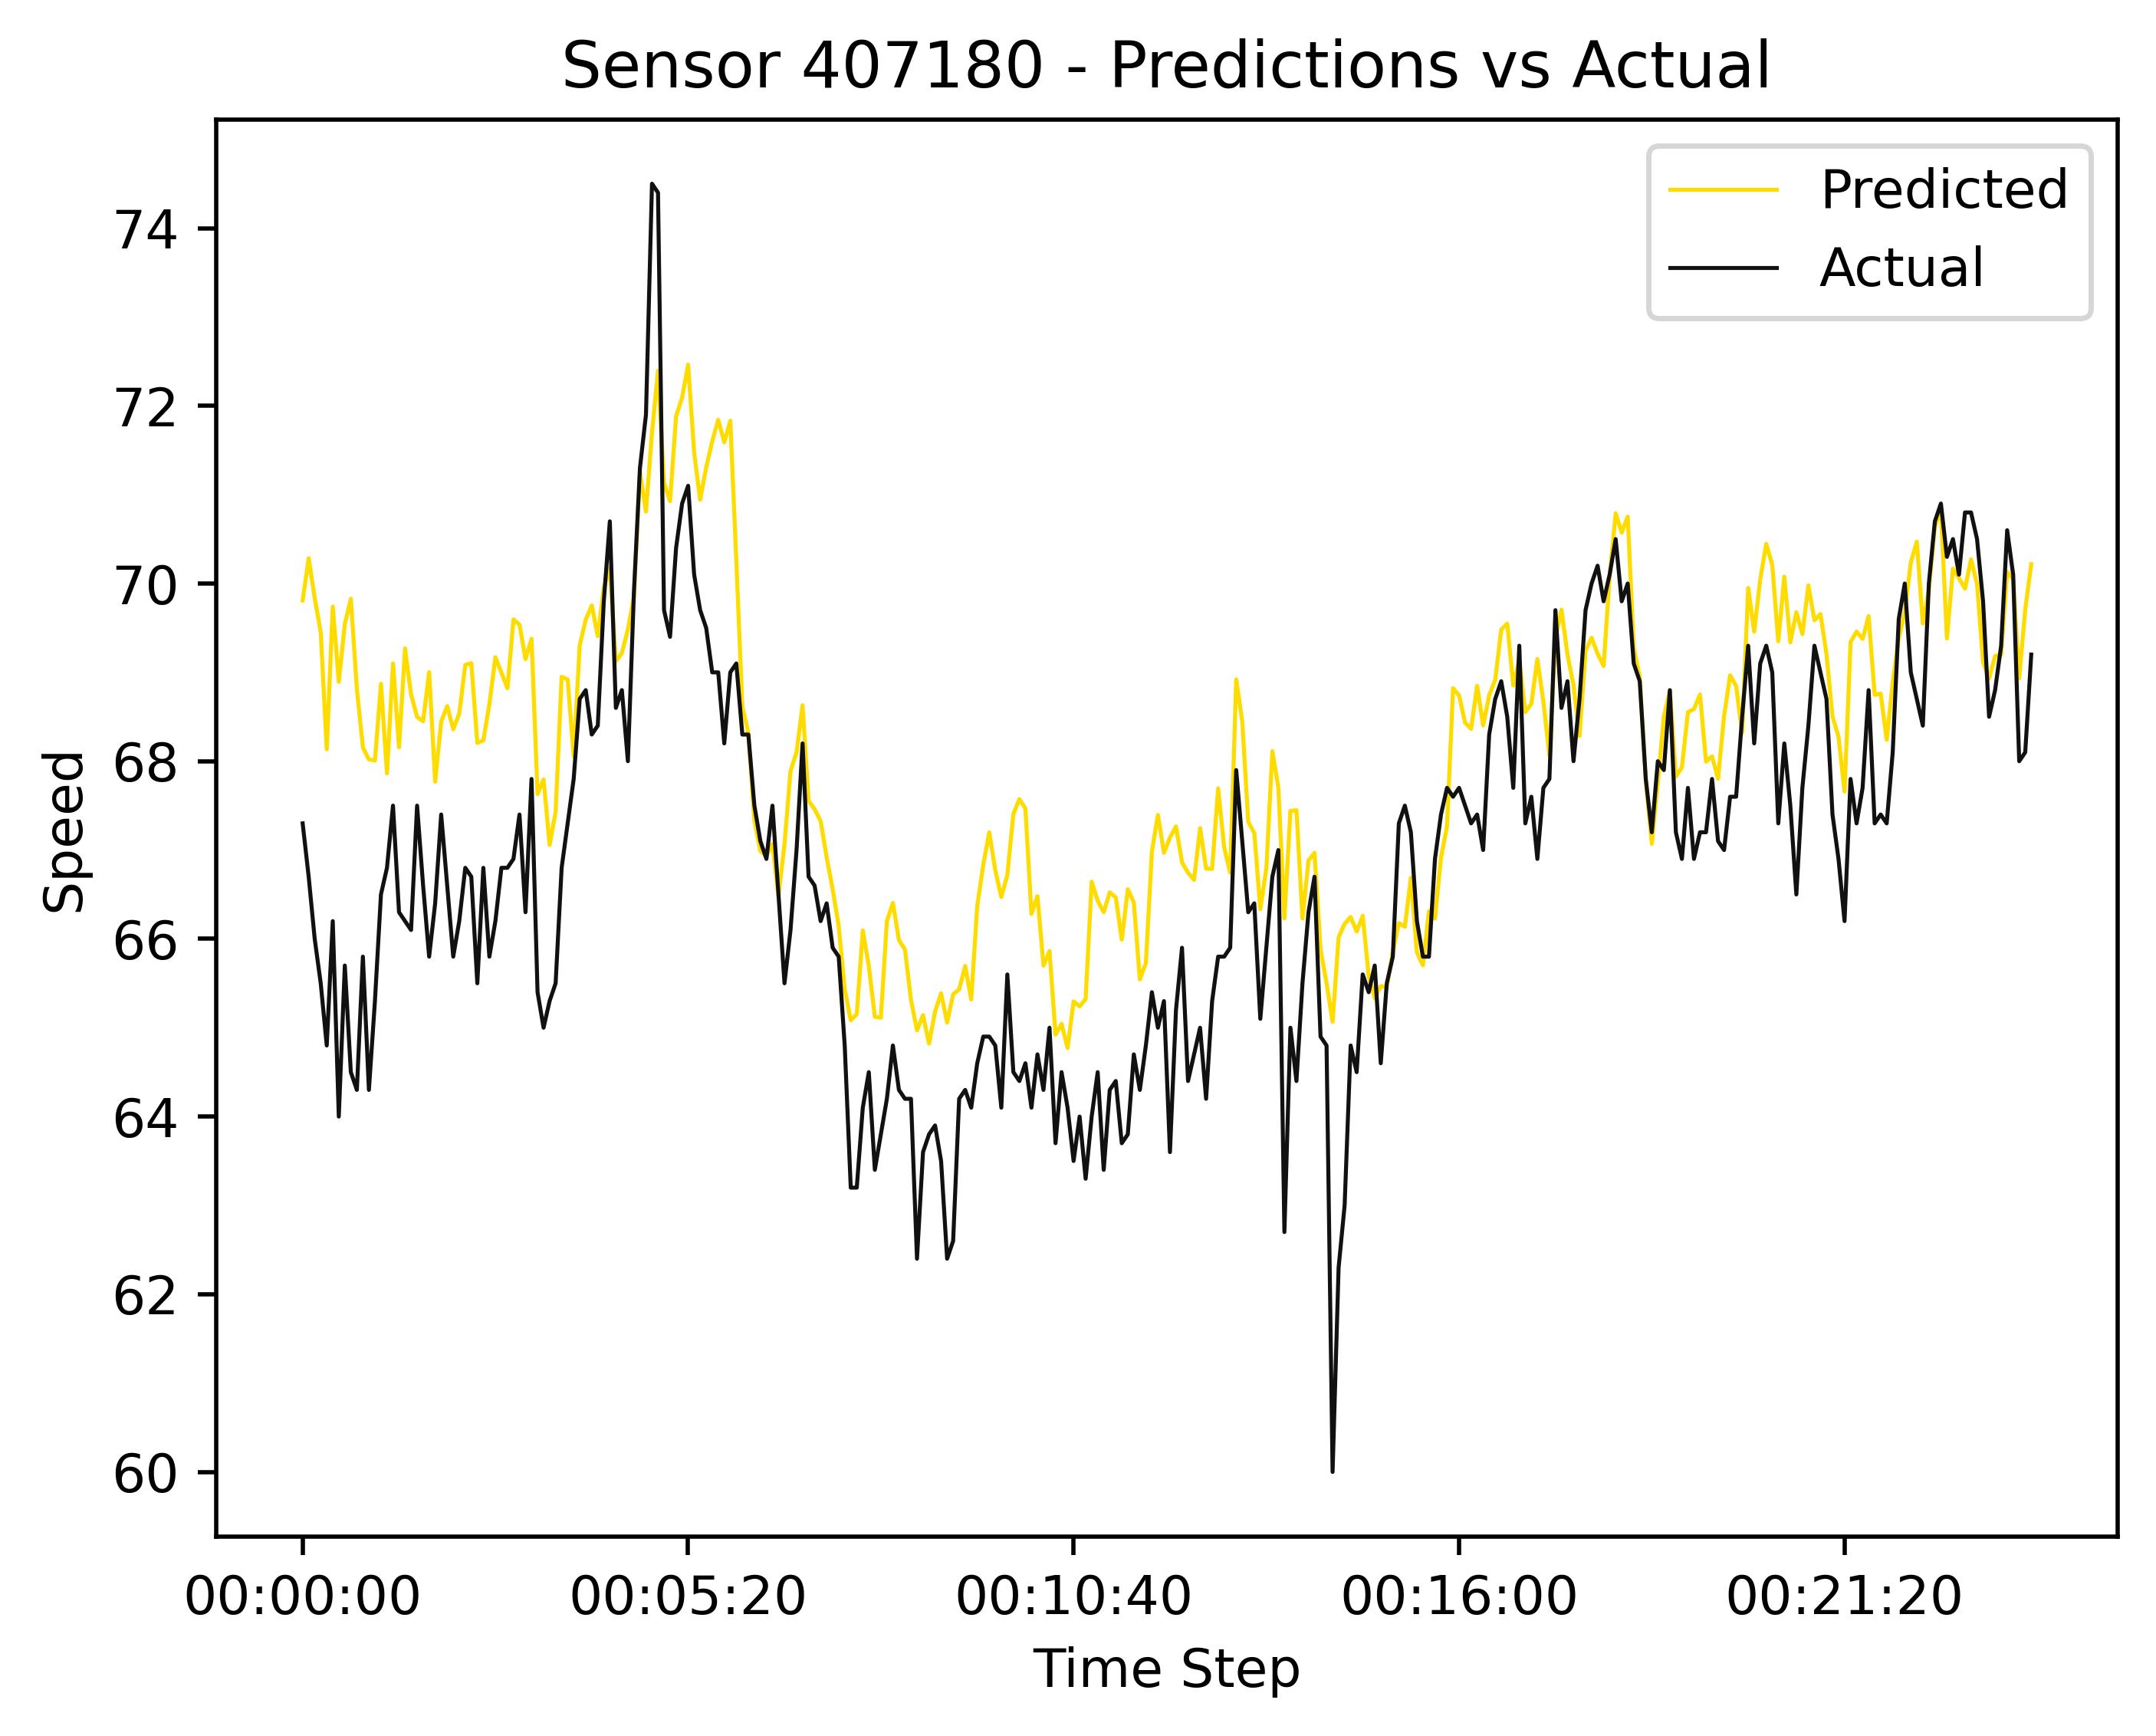 Sensor 407180 - Predictions vs Actual
Predicted
Actual
74
72
70
68
66
64
62
60
Speed
00:00:00 00:05:20 00:10:40 00:16:00 00:21:20
Time Step